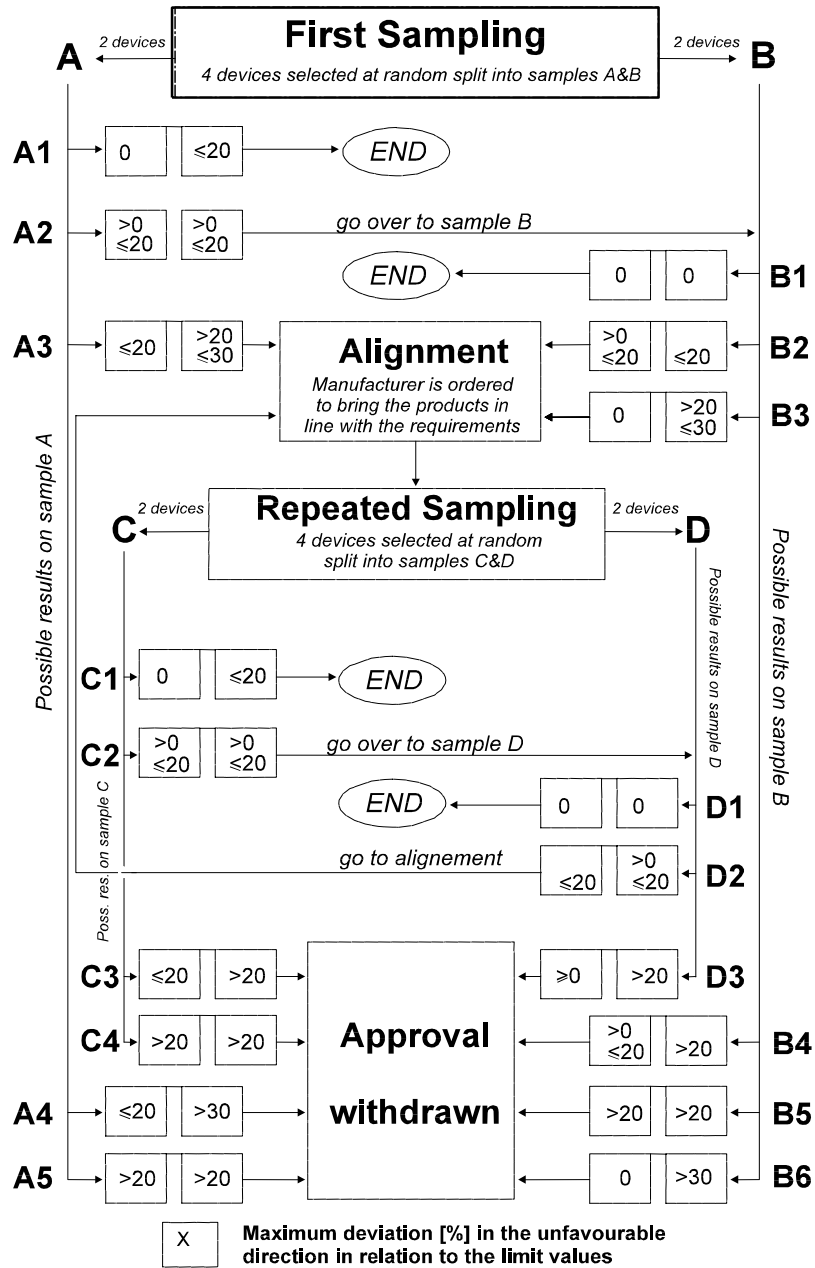 First Sampling
4 devices selected at random split into samples A&B
A
2 devices
2 devices
B
A1
0
⩽20
END
A2
>0
⩽20
>0
⩽20
go over to sample B
END
0
0
B1
A3
⩽20
>20
⩽30
Alignment
Manufacturer is ordered
to bring the products in
line with the requirements
>0
⩽20
⩽20
B2
0
>20
⩽30
B3
Possible results on sample A
C
2 devices
Repeated Sampling
4 devices selected at random
split into samples C&D
2 devices
D
Possible results on sample D
Possible results on sample B
C1
0
⩽20
END
C2
>0
⩽20
>0
⩽20
go over to sample D
END
0
0
D1
Poss. res. on sample C
go to alignement
⩽20
>0
⩽20
D2
C3
⩽20
>20
Approval
withdrawn
⩾0
>20
D3
C4
>20
>20
>0
⩽20
>20
B4
A4
⩽20
>30
>20
>20
B5
A5
>20
>20
0
>30
B6
X
Maximum deviation [%] in the unfavourable
direction in relation to the limit values